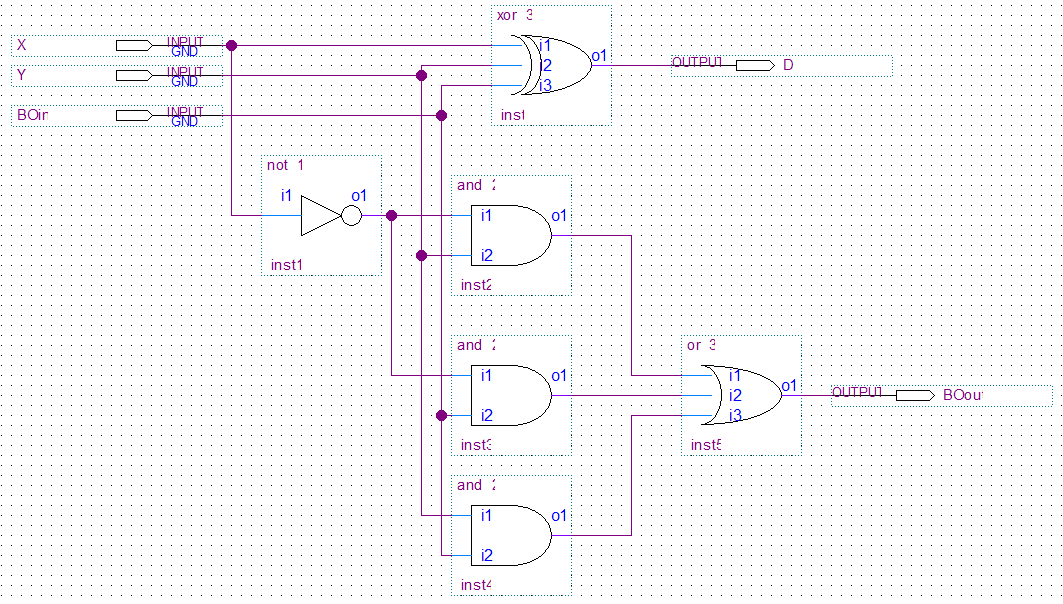 xor 3
X INPUT GND
i1 o1
Y INPUT GND
i2 OUTPUT D
i3
BOin INPUT GND
inst
not 1
i1 o1
inst1
and 2
i1 o1
i2
inst2
and 2
i1 o1
i2
inst3
or 3
i1 o1
i2 OUTPUT BOout
i3
inst5
and 2
i1 o1
i2
inst4